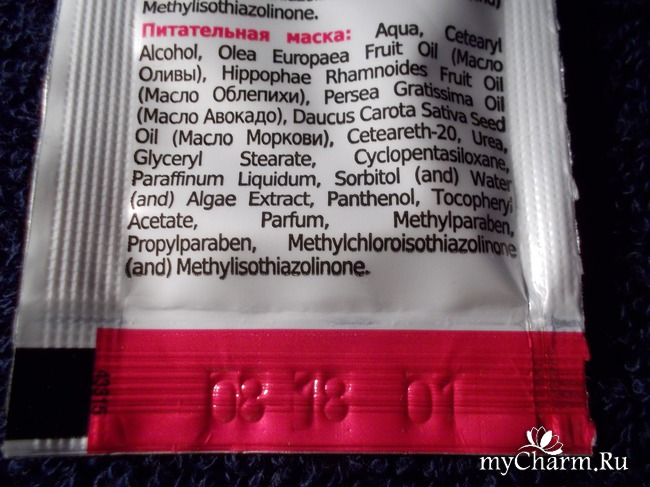 and)
Methylisothiazolinone.
Питательная маска: Aqua, Cetearyl
Alcohol, Olea Europaea Fruit Oil (Масло
Оливы), Hippophae Rhamnoides Fruit Oil
(Масло Облепихи), Persea Gratissima Oil
(Масло Авокадо), Daucus Carota Sativa Seed
Oil (Масло Моркови), Ceteareth-20, Urea,
Glyceryl Stearate, Cyclopentasiloxane,
Paraffinum Liquidum, Sorbitol (and) Water
(and) Algae Extract, Panthenol, Tocopheryl
Acetate, Parfum, Methylparaben,
Propylparaben, Methylchloroisothiazolinone
(and) Methylisothiazolinone.
08 18 01
myCharm.Ru